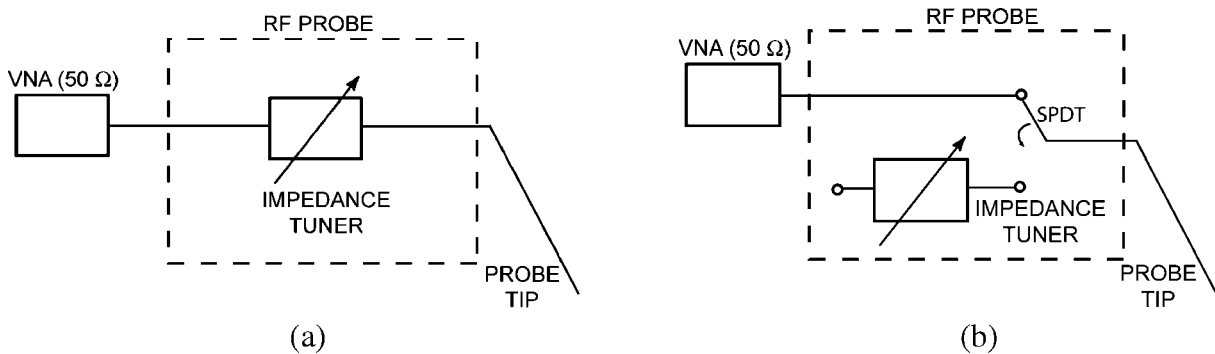 RF PROBE
VNA (50 Ω)
IMPEDANCE
TUNER
PROBE
TIP
(a)
RF PROBE
VNA (50 Ω)
SPDT
IMPEDANCE
TUNER
PROBE
TIP
(b)